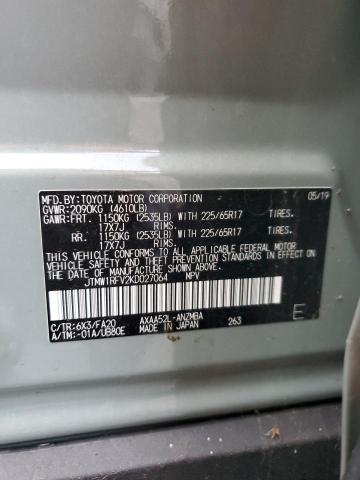 MFD.BY:TOYOTA MOTOR CORPORATION 05/19
GVWR:2090KG (4610LB)
GAWR:FRT. 1150KG (2535LB) WITH 225/65R17 TIRES,
17X7J RIMS,
RR. 1150KG (2535LB) WITH 225/65R17 TIRES,
17X7J RIMS,
THIS VEHICLE CONFORMS TO ALL APPLICABLE FEDERAL MOTOR
VEHICLE SAFETY, BUMPER, AND THEFT PREVENTION STANDARDS
IN EFFECT ON THE DATE OF MANUFACTURE SHOWN ABOVE.
JTMW1RFV2KD027064 MPV
C/TR:6X3/FA20 AXAA52L-ANZMBA 263
A/TM:-01A/UB80E MADE IN JAPAN E